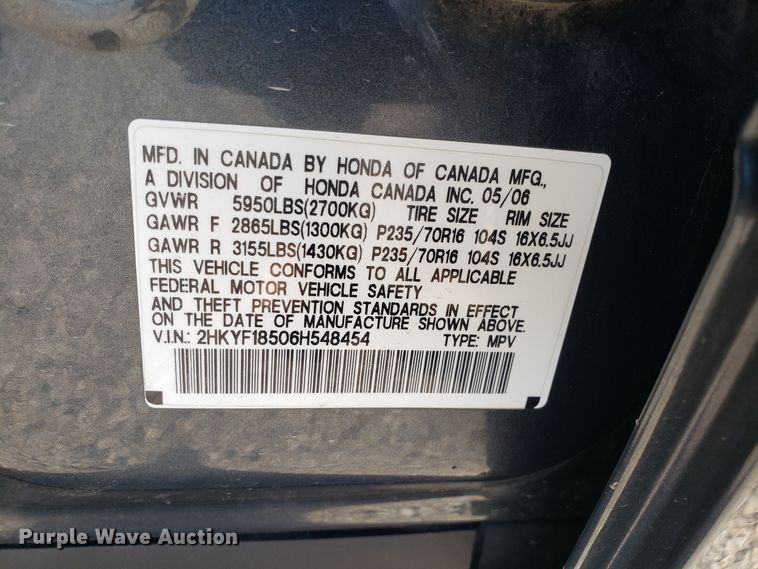 MFD. IN CANADA BY HONDA OF CANADA MFG.,
A DIVISION OF HONDA CANADA INC. 05/06
GVWR 5950LBS(2700KG) TIRE SIZE RIM SIZE
GAWR F 2865LBS(1300KG) P235/70R16 104S 16X6.5JJ
GAWR R 3155LBS(1430KG) P235/70R16 104S 16X6.5JJ
THIS VEHICLE CONFORMS TO ALL APPLICABLE
FEDERAL MOTOR VEHICLE SAFETY
AND THEFT PREVENTION STANDARDS IN EFFECT
ON THE DATE OF MANUFACTURE SHOWN ABOVE.
V.I.N.: 2HKYF18506H548454 TYPE: MPV
Purple Wave Auction